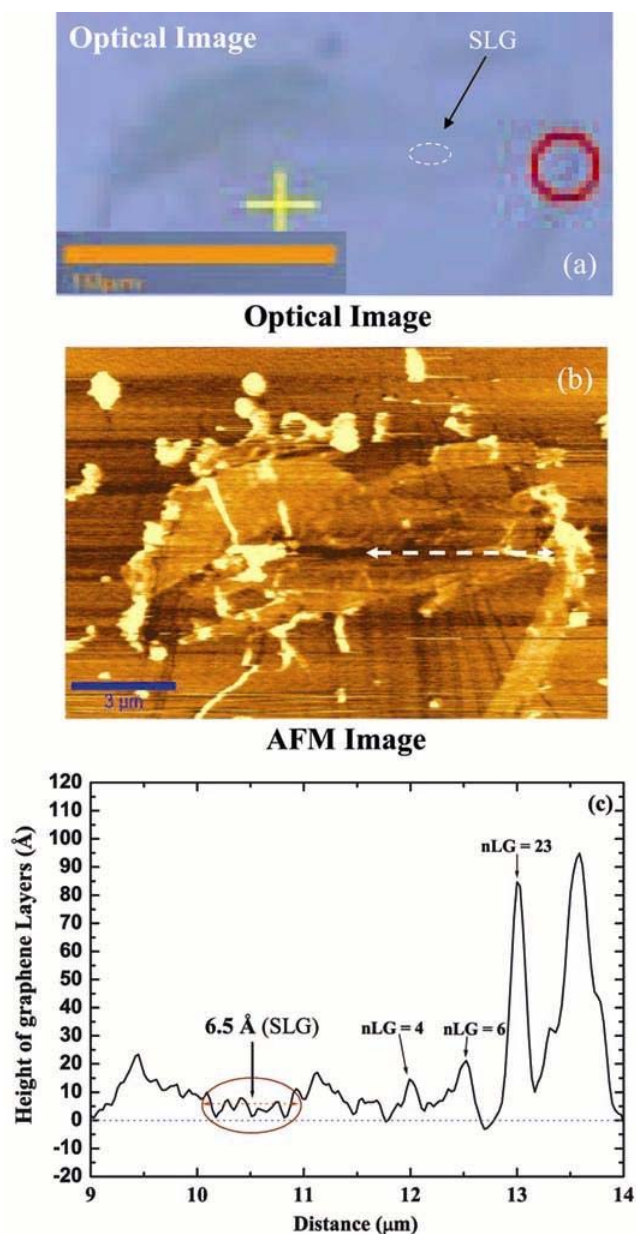 Optical Image
SLG
(a)
10μm
Optical Image
(b)
3 μm
AFM Image
(c)
120
110
100
90
80
70
60
50
40
30
20
10
0
-10
-20
Height of graphene Layers (Å)
nLG = 23
6.5 Å (SLG)
nLG = 4
nLG = 6
9
10
11
12
13
14
Distance (μm)